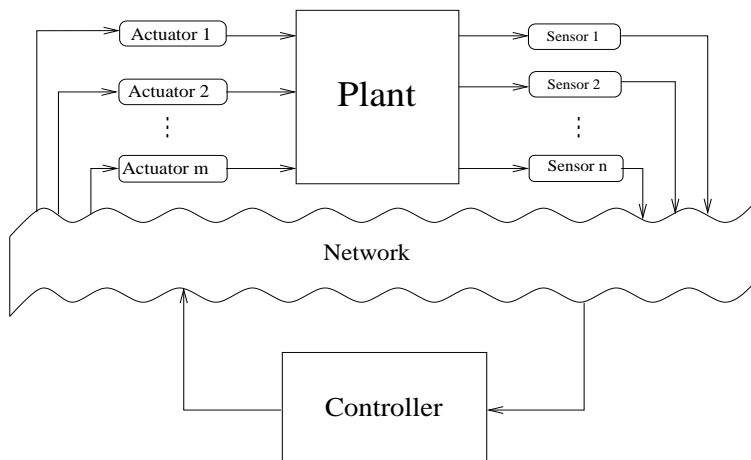 Actuator 1
Sensor 1
Actuator 2
Plant
Sensor 2
Actuator m
Sensor n
Network
Controller